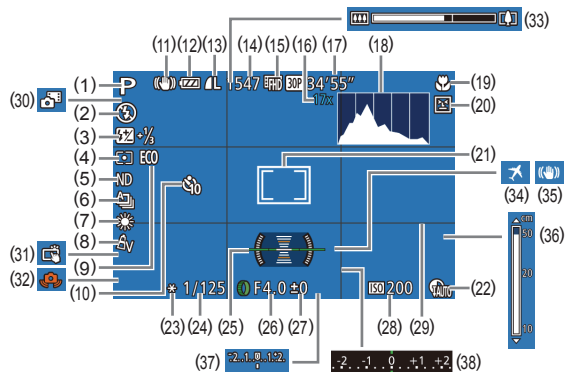 (33)
(11) (12) (13) (14) (15) (16) (17) (18)
(30) (1) P L 1547 FHD 30P 34'55" (19)
17x
(2) (20)
(3) +1/3
(4) ECO (21)
(5) ND (34) (35)
(6) 10
(7)
(8) (36) cm 50
(31) (9) 20
(32) (10) 10
* 1/125 F4.0 ±0 ISO 200 AUTO (22)
(23) (24) (25) (26) (27) (28) (29)
(37) -2..1..0..1..2. -2 -1 0 +1 +2 (38)